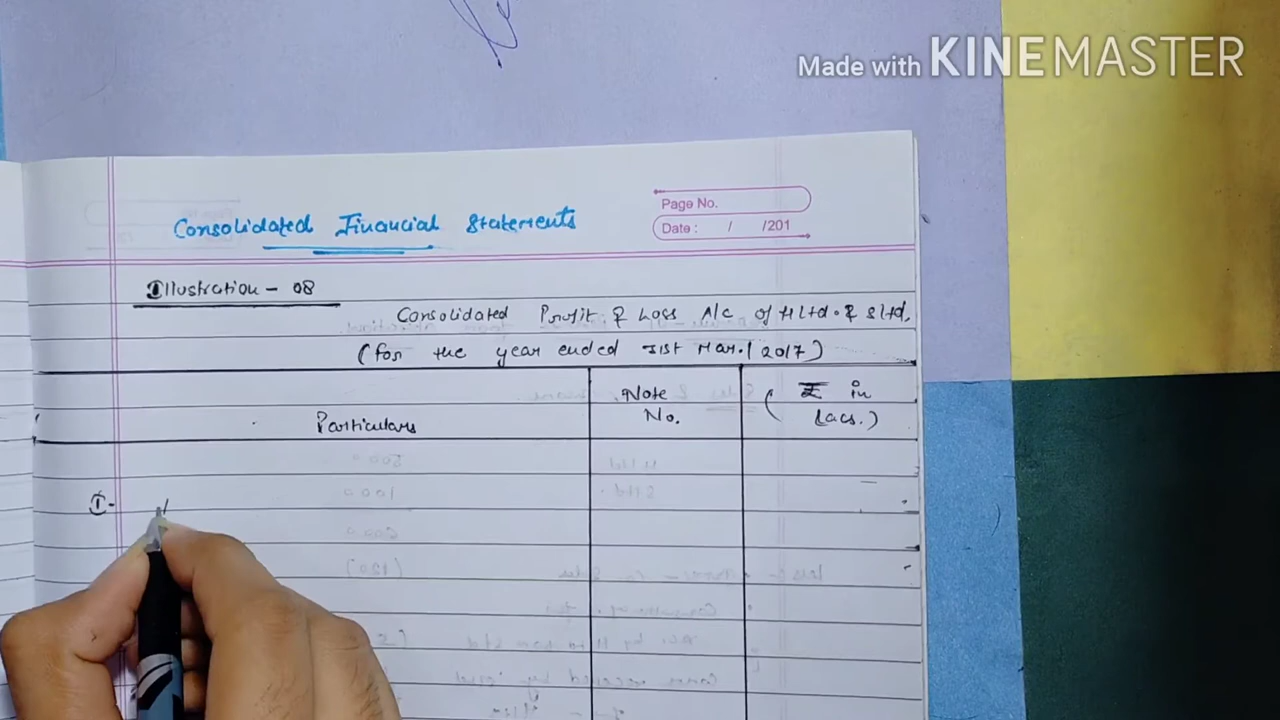 Made with KINEMASTER
Page No.
Date : / /201
Consolidated Financial Statements
Illustration - 08
Consolidated Profit & Loss A/c of H Ltd. & S Ltd.
(for the year ended 31st Mar. 2017)
Particulars
Note No.
(₹ in Lacs.)
①-